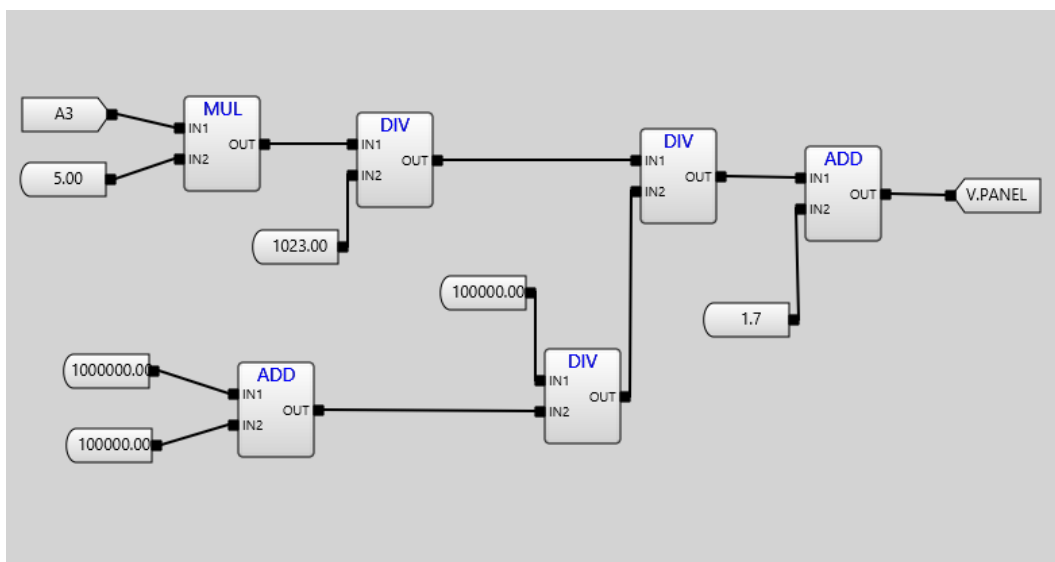 A3
5.00
MUL
IN1
IN2
OUT
DIV
IN1
IN2
OUT
1023.00
DIV
IN1
IN2
OUT
ADD
IN1
IN2
OUT
V.PANEL
100000.00
1.7
1000000.00
100000.00
ADD
IN1
IN2
OUT
DIV
IN1
IN2
OUT